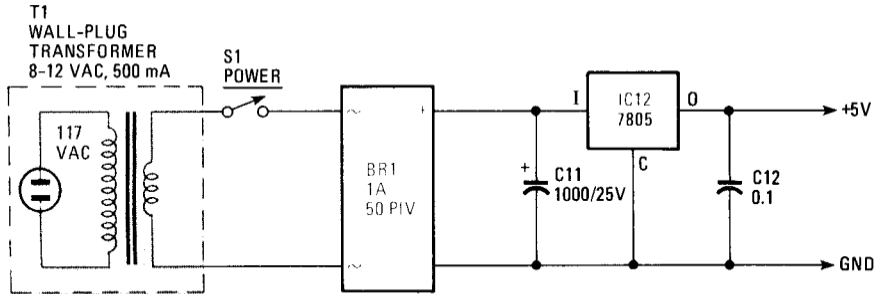 T1
WALL-PLUG
TRANSFORMER
8-12 VAC, 500 mA
S1
POWER
117
VAC
~
+
~
BR1
1A
50 PIV
I
IC12
7805
O
C
+
C11
1000/25V
C12
0.1
+5V
GND